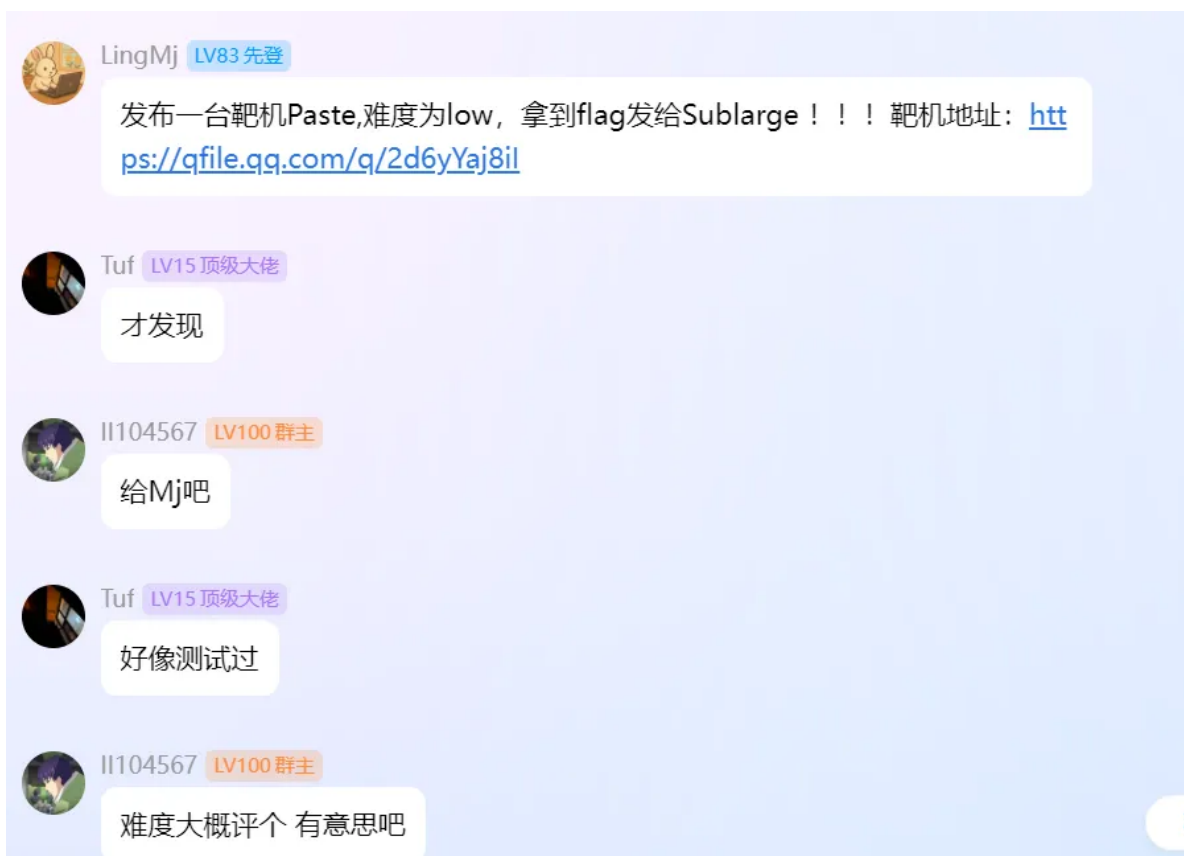 LingMj LV83 先登
发布一台靶机Paste,难度为low，拿到flag发给Sublarge！！！靶机地址：htt
ps://qfile.qq.com/q/2d6yYaj8iI
Tuf LV15 顶级大佬
才发现
ll104567 LV100 群主
给Mj吧
Tuf LV15 顶级大佬
好像测试过
ll104567 LV100 群主
难度大概评个 有意思吧